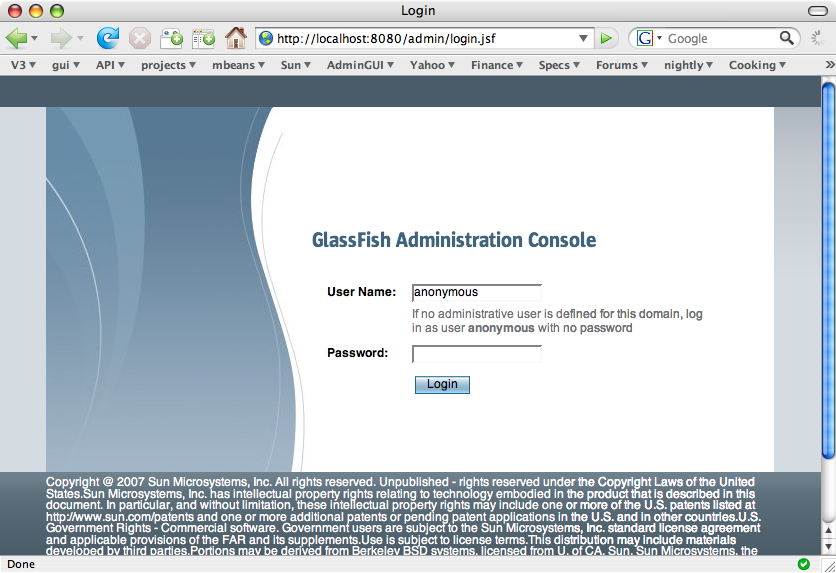 Login
http://localhost:8080/admin/login.jsf
Google
V3 gui API projects mbeans Sun AdminGUI Yahoo Finance Specs Forums nightly Cooking »
GlassFish Administration Console
User Name: anonymous
If no administrative user is defined for this domain, log
in as user anonymous with no password
Password:
Login
Copyright @ 2007 Sun Microsystems, Inc. All rights reserved. Unpublished - rights reserved under the Copyright Laws of the United
States.Sun Microsystems, Inc. has intellectual property rights relating to technology embodied in the product that is described in this
document. In particular, and without limitation, these intellectual property rights may include one or more of the U.S. patents listed at
http://www.sun.com/patents and one or more additional patents or pending patent applications in the U.S. and in other countries.U.S.
Government Rights - Commercial software. Government users are subject to the Sun Microsystems, Inc. standard license agreement
and applicable provisions of the FAR and its supplements.Use is subject to license terms.This distribution may include materials
developed by third parties.Portions may be derived from Berkeley BSD systems, licensed from U. of CA. Sun, Sun Microsystems, the
Done